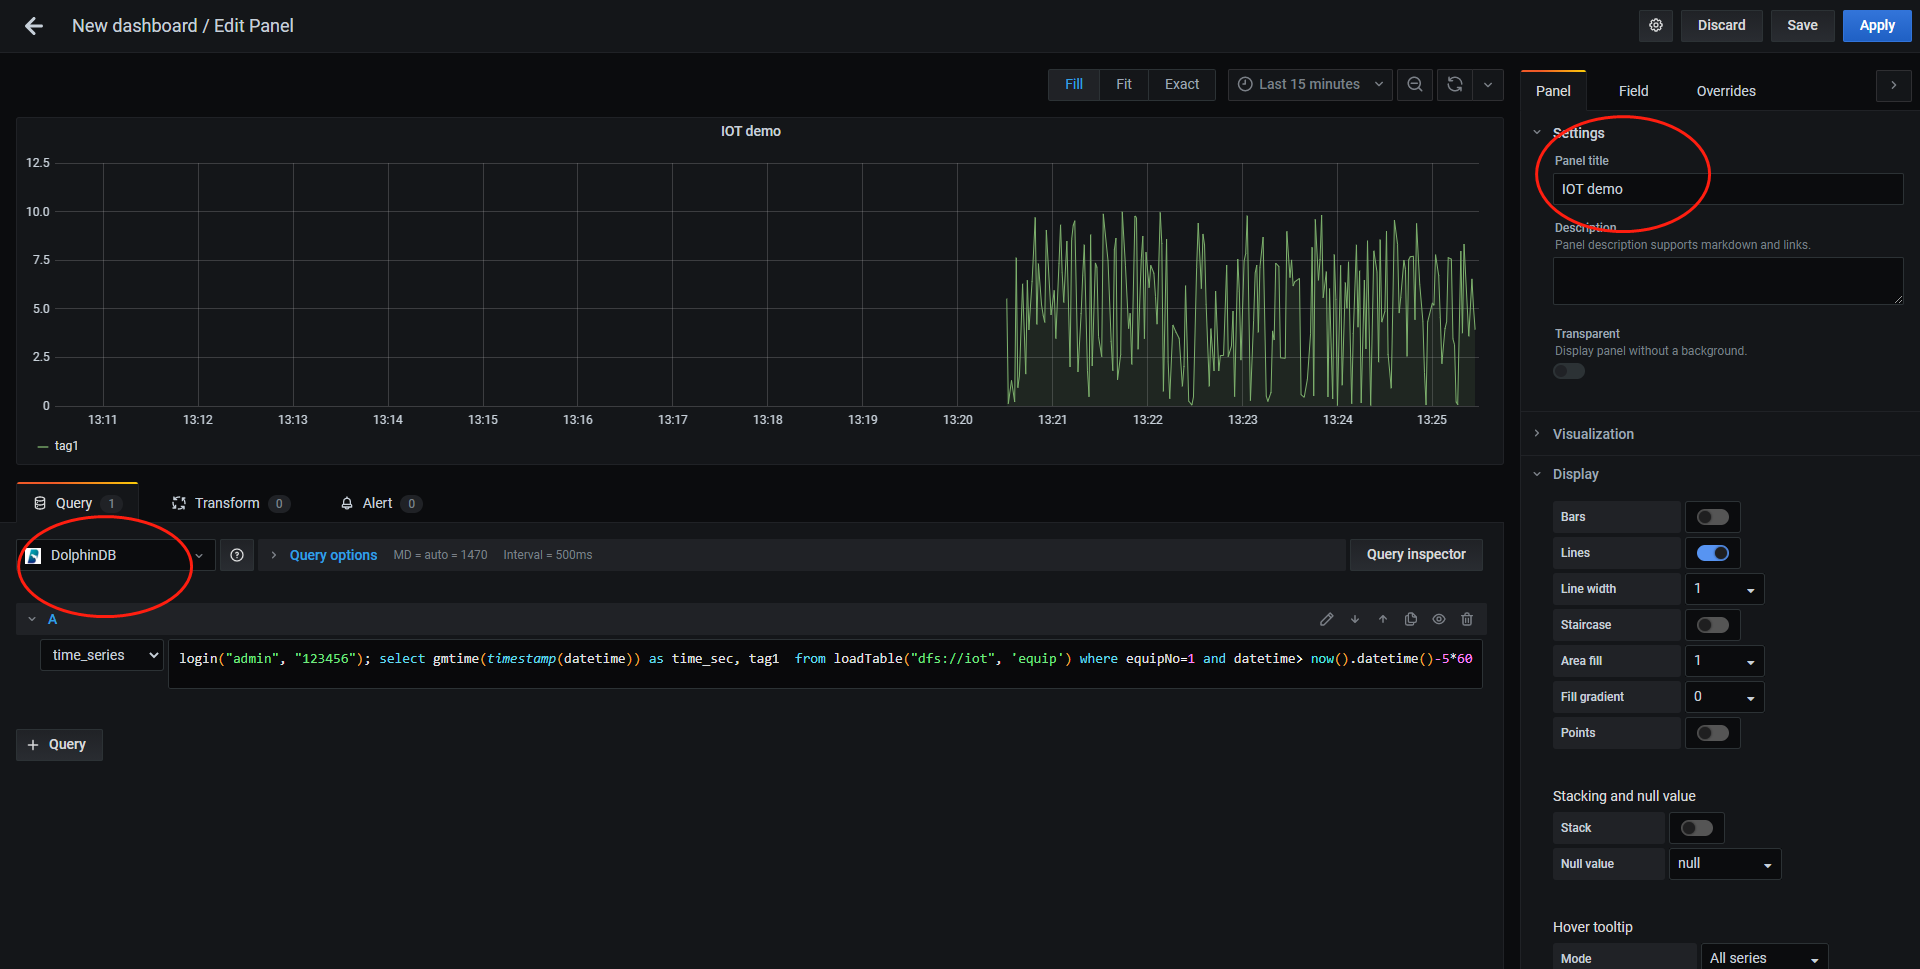 New dashboard / Edit Panel
Discard
Save
Apply
Fill
Fit
Exact
Last 15 minutes
Panel
Field
Overrides
IOT demo
12.5
10.0
7.5
5.0
2.5
0
13:11
13:12
13:13
13:14
13:15
13:16
13:17
13:18
13:19
13:20
13:21
13:22
13:23
13:24
13:25
tag1
Query 1
Transform 0
Alert 0
DolphinDB
Query options
MD = auto = 1470
Interval = 500ms
Query inspector
A
time_series
login("admin", "123456"); select gmtime(timestamp(datetime)) as time_sec, tag1  from loadTable("dfs://iot", 'equip') where equipNo=1 and datetime> now().datetime()-5*60
+ Query
Settings
Panel title
IOT demo
Description
Panel description supports markdown and links.
Transparent
Display panel without a background.
Visualization
Display
Bars
Lines
Line width 1
Staircase
Area fill 1
Fill gradient 0
Points
Stacking and null value
Stack
Null value null
Hover tooltip
Mode All series